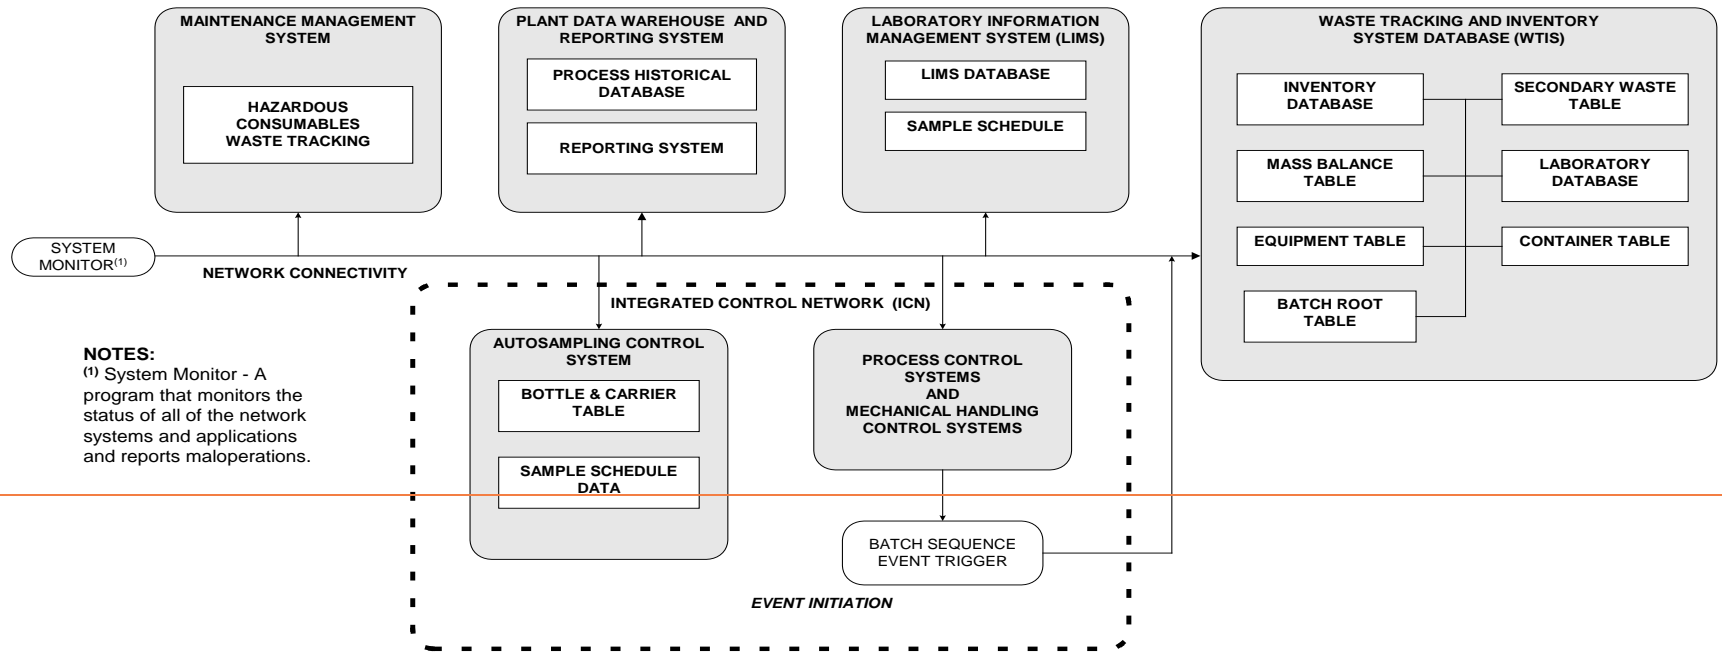 MAINTENANCE MANAGEMENT
SYSTEM
HAZARDOUS
CONSUMABLES
WASTE TRACKING
PLANT DATA WAREHOUSE AND
REPORTING SYSTEM
PROCESS HISTORICAL
DATABASE
REPORTING SYSTEM
LABORATORY INFORMATION
MANAGEMENT SYSTEM (LIMS)
LIMS DATABASE
SAMPLE SCHEDULE
WASTE TRACKING AND INVENTORY
SYSTEM DATABASE (WTIS)
INVENTORY
DATABASE
SECONDARY WASTE
TABLE
MASS BALANCE
TABLE
LABORATORY
DATABASE
EQUIPMENT TABLE
CONTAINER TABLE
BATCH ROOT
TABLE
SYSTEM
MONITOR(1)
NETWORK CONNECTIVITY
INTEGRATED CONTROL NETWORK (ICN)
AUTOSAMPLING CONTROL
SYSTEM
BOTTLE & CARRIER
TABLE
SAMPLE SCHEDULE
DATA
PROCESS CONTROL
SYSTEMS
AND
MECHANICAL HANDLING
CONTROL SYSTEMS
BATCH SEQUENCE
EVENT TRIGGER
EVENT INITIATION
NOTES:
(1) System Monitor - A
program that monitors the
status of all of the network
systems and applications
and reports maloperations.